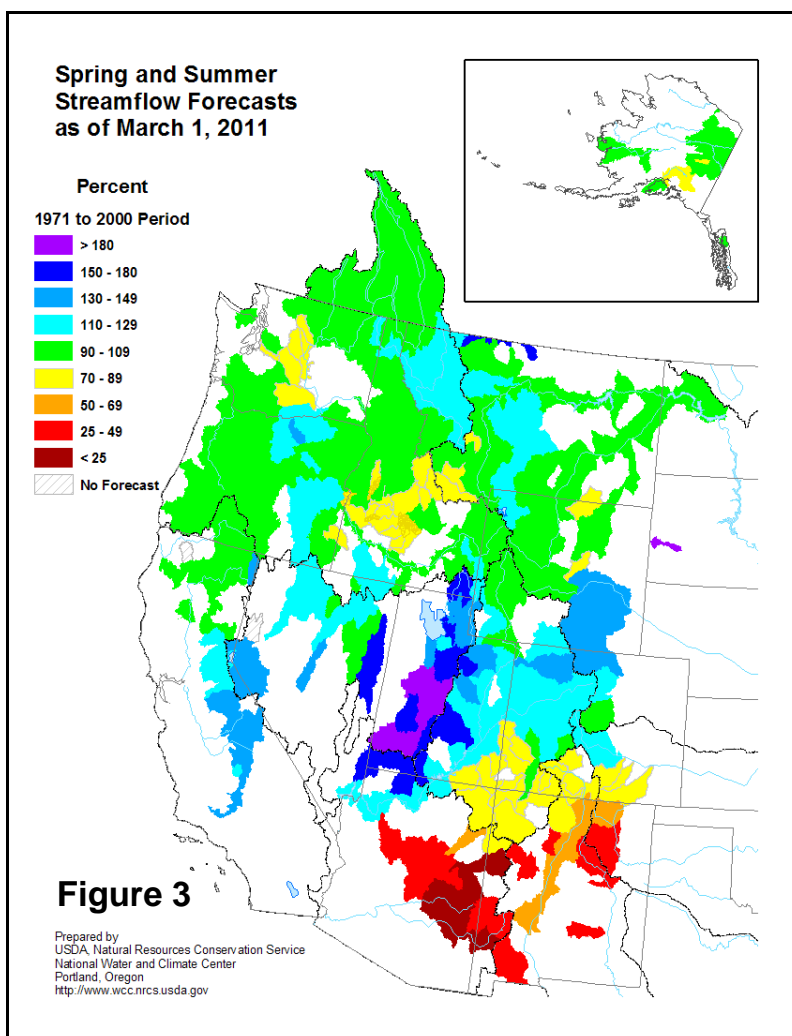 Spring and Summer
Streamflow Forecasts
as of March 1, 2011
Percent
1971 to 2000 Period
> 180
150 - 180
130 - 149
110 - 129
90 - 109
70 - 89
50 - 69
25 - 49
< 25
No Forecast
Figure 3
Prepared by
USDA, Natural Resources Conservation Service
National Water and Climate Center
Portland, Oregon
http://www.wcc.nrcs.usda.gov